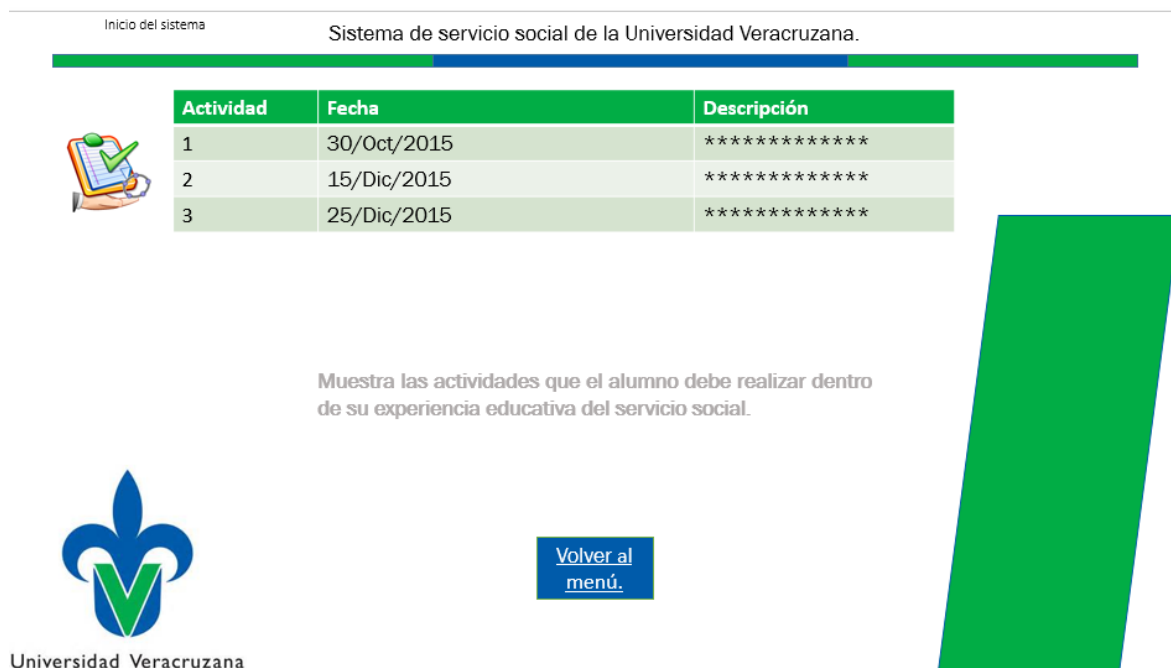 Inicio del sistema
Sistema de servicio social de la Universidad Veracruzana.
Actividad Fecha Descripción
1 30/Oct/2015 *************
2 15/Dic/2015 *************
3 25/Dic/2015 *************
Muestra las actividades que el alumno debe realizar dentro
de su experiencia educativa del servicio social.
Volver al
menú.
Universidad Veracruzana